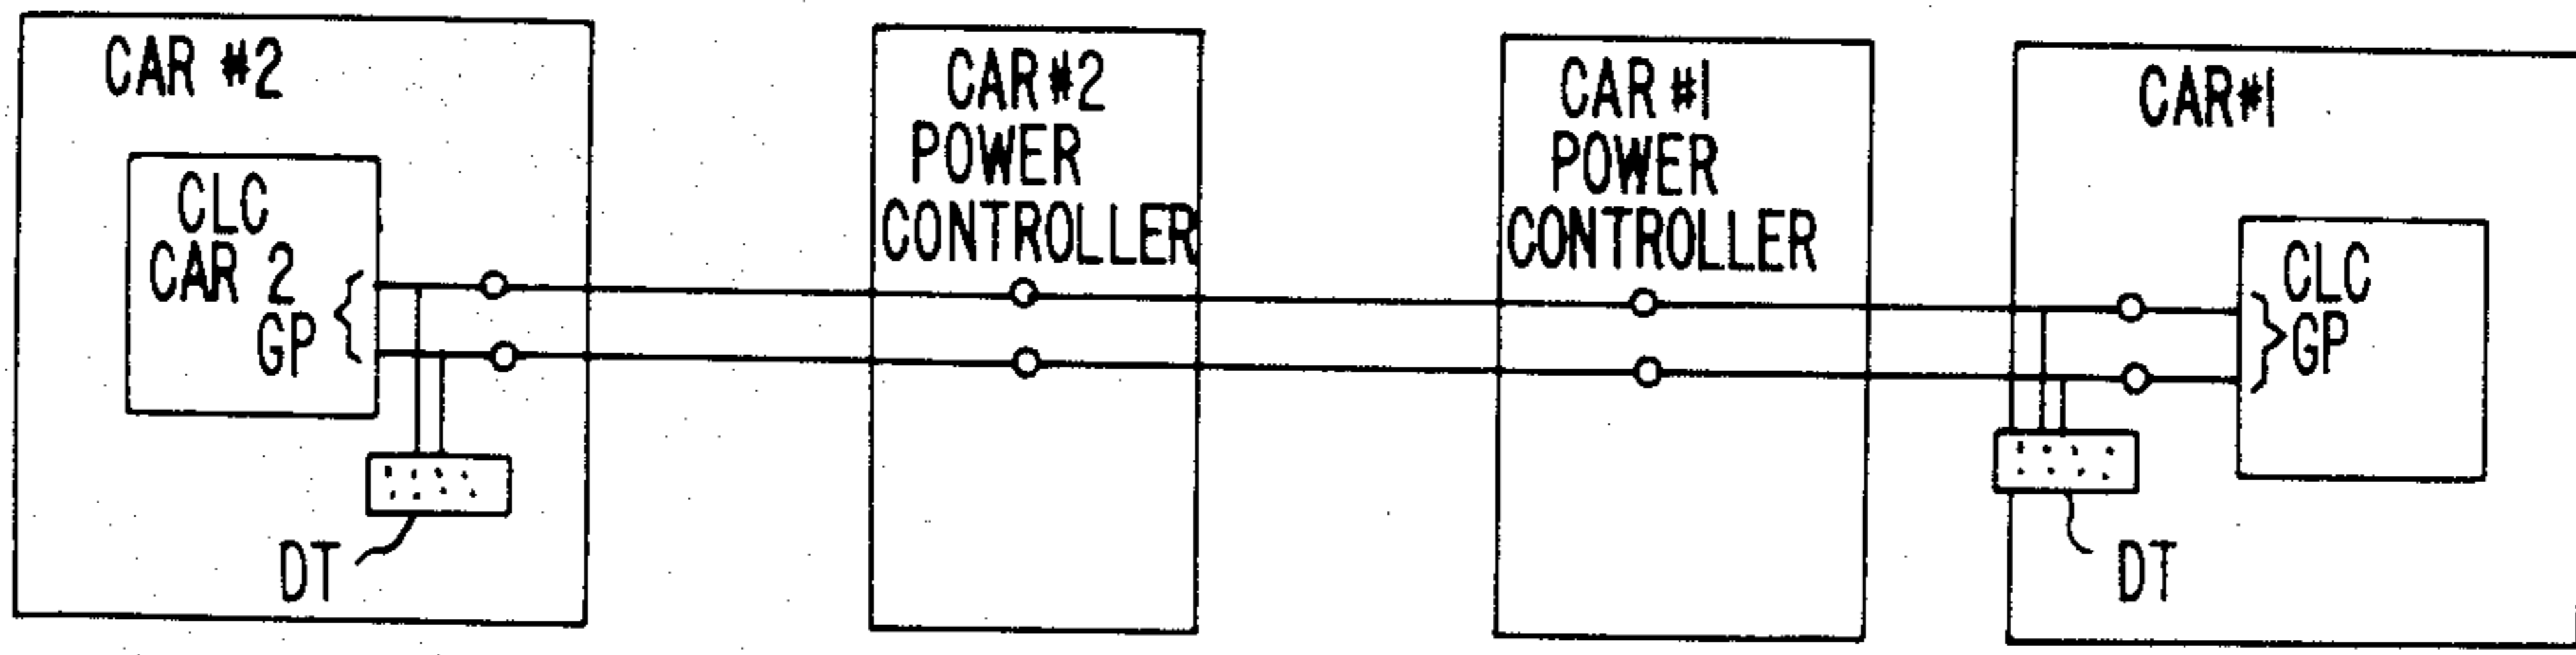 CAR #2
CLC
CAR 2
GP
DT
CAR #2
POWER
CONTROLLER
CAR #1
POWER
CONTROLLER
CAR #1
CLC
GP
DT